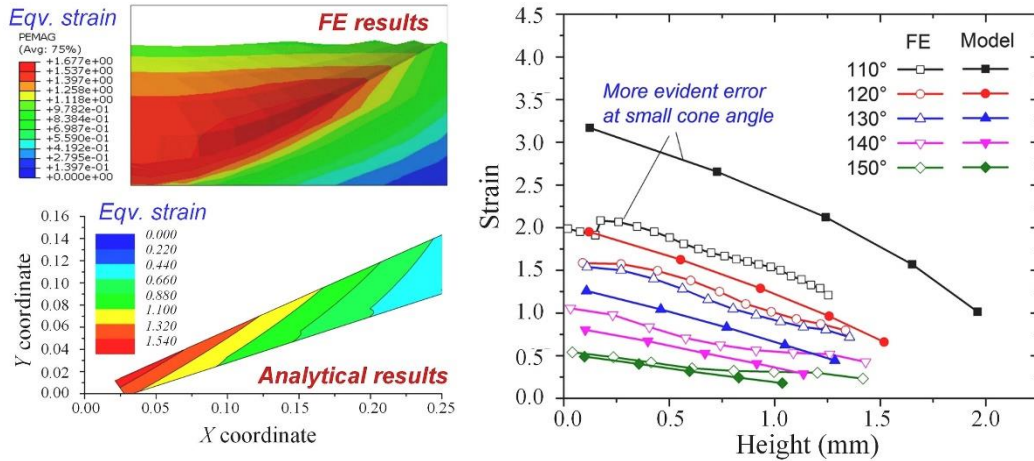 Eqv. strain
FE results
PEMAG
(Avg: 75%)
+1.677e+00
+1.537e+00
+1.397e+00
+1.258e+00
+1.118e+00
+9.782e-01
+8.384e-01
+6.987e-01
+5.590e-01
+4.192e-01
+2.795e-01
+1.397e-01
+0.000e+00
Eqv. strain
0.000
0.220
0.440
0.660
0.880
1.100
1.320
1.540
0.16
0.14
0.12
0.10
0.08
0.06
0.04
0.02
0.00
Y coordinate
Analytical results
0.00 0.05 0.10 0.15 0.20 0.25
X coordinate
4.5
4.0
3.5
3.0
2.5
2.0
1.5
1.0
0.5
0.0
Strain
FE Model
110°
120°
130°
140°
150°
More evident error
at small cone angle
0.0 0.5 1.0 1.5 2.0
Height (mm)